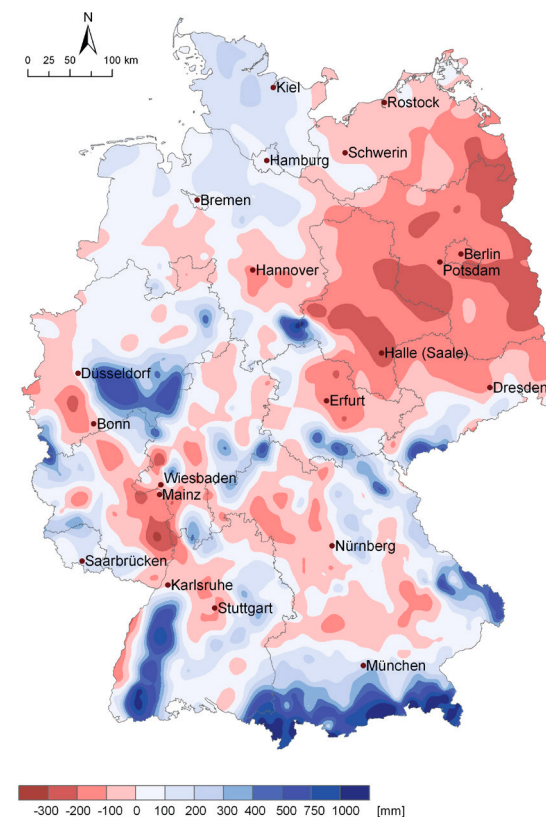 N
0 50 100 km
Kiel
Rostock
Hamburg
Schwerin
Bremen
Berlin
Potsdam
Hannover
Halle (Saale)
Düsseldorf
Dresden
Erfurt
Bonn
Wiesbaden
Mainz
Nürnberg
Saarbrücken
Karlsruhe
Stuttgart
München
-300 -200 -100 0 100 200 300 400 500 750 1000 [mm]